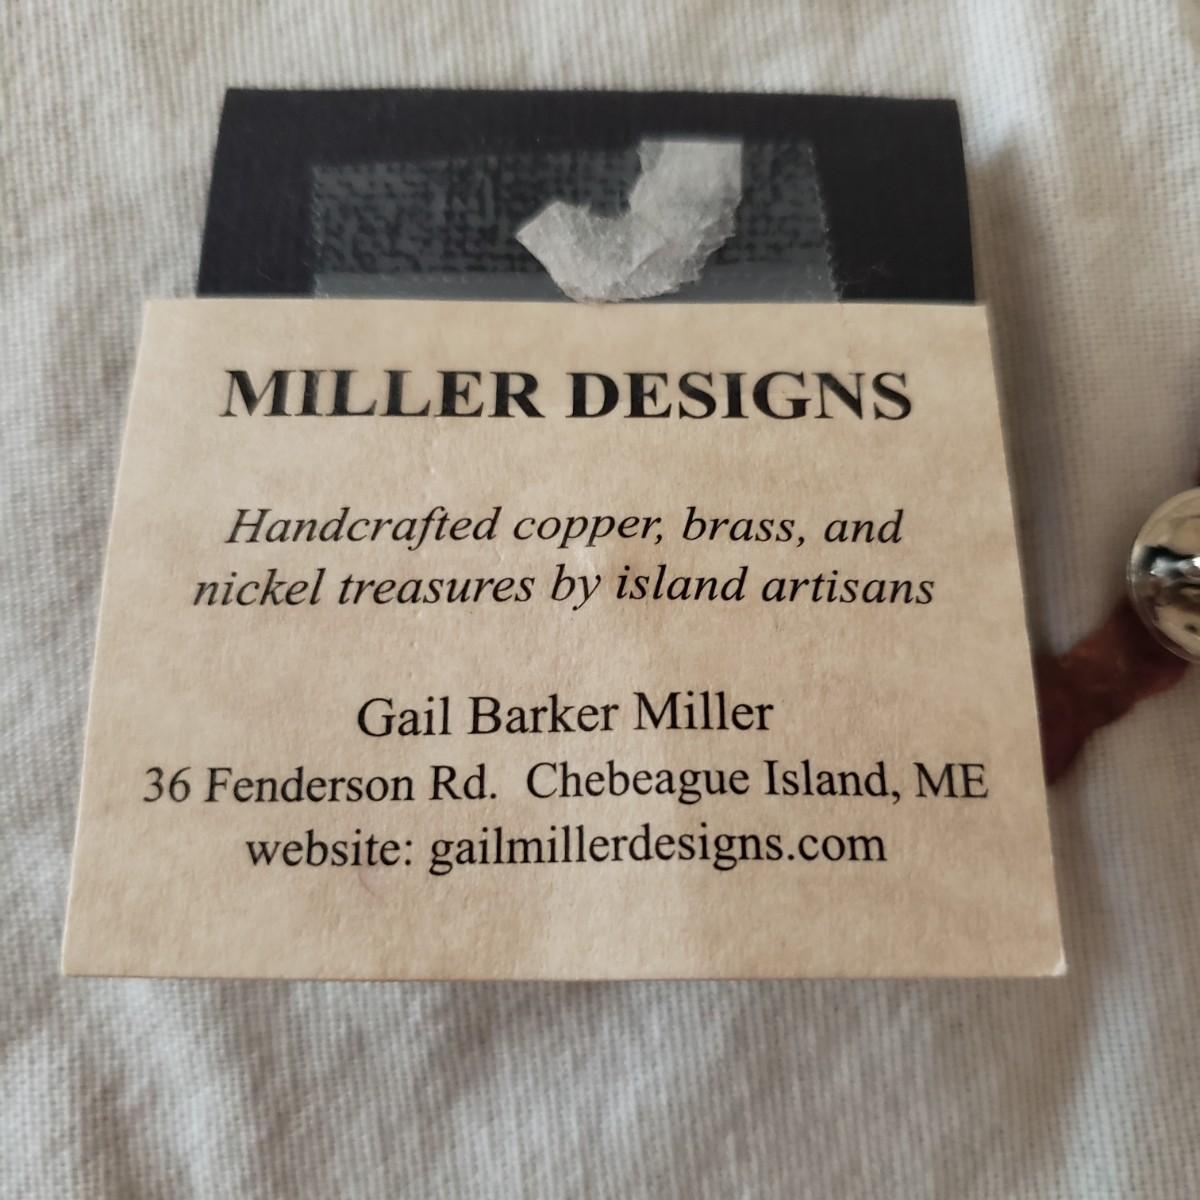 MILLER DESIGNS
Handcrafted copper, brass, and
nickel treasures by island artisans
Gail Barker Miller
36 Fenderson Rd. Chebeague Island, ME
website: gailmillerdesigns.com